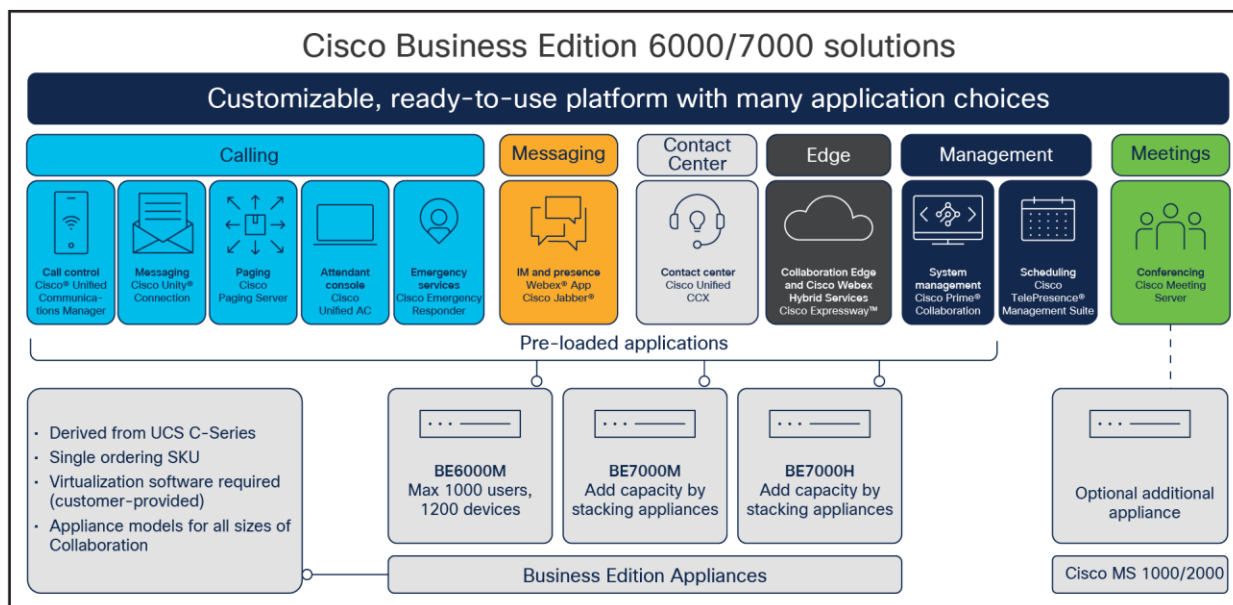 Cisco Business Edition 6000/7000 solutions
Customizable, ready-to-use platform with many application choices
Calling
Messaging
Contact
Center
Edge
Management
Meetings
Call control
Cisco® Unified
Communica-
tions Manager
Messaging
Cisco Unity®
Connection
Paging
Cisco
Paging Server
Attendant
console
Cisco
Unified AC
Emergency
services
Cisco Emergency
Responder
IM and presence
Webex® App
Cisco Jabber®
Contact center
Cisco Unified
CCX
Collaboration Edge
and Cisco Webex
Hybrid Services
Cisco Expressway™
System
management
Cisco Prime®
Collaboration
Scheduling
Cisco
TelePresence®
Management Suite
Conferencing
Cisco Meeting
Server
Pre-loaded applications
· Derived from UCS C-Series
· Single ordering SKU
· Virtualization software required
(customer-provided)
· Appliance models for all sizes of
Collaboration
BE6000M
Max 1000 users,
1200 devices
BE7000M
Add capacity by
stacking appliances
BE7000H
Add capacity by
stacking appliances
Optional additional
appliance
Business Edition Appliances
Cisco MS 1000/2000